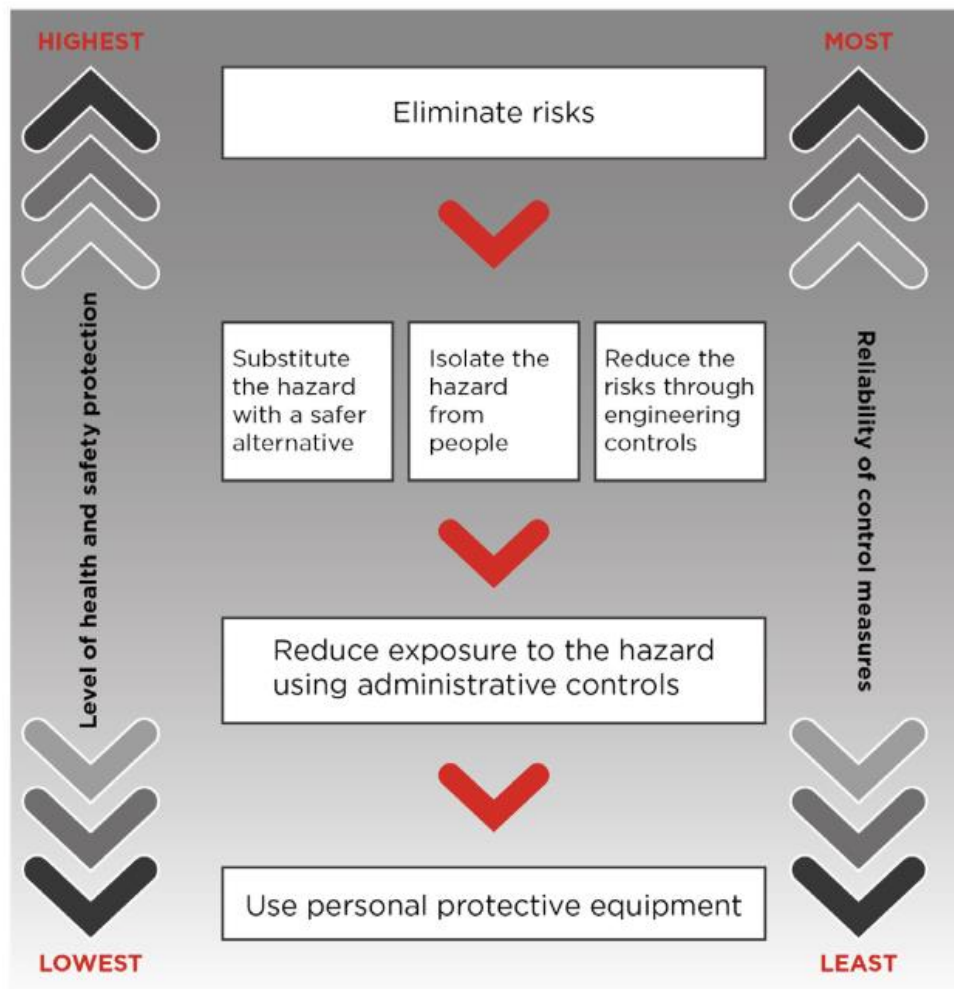 HIGHEST
MOST
Eliminate risks
Level of health and safety protection
Reliability of control measures
Substitute
the hazard
with a safer
alternative
Isolate the
hazard
from
people
Reduce the
risks through
engineering
controls
Reduce exposure to the hazard
using administrative controls
Use personal protective equipment
LOWEST
LEAST